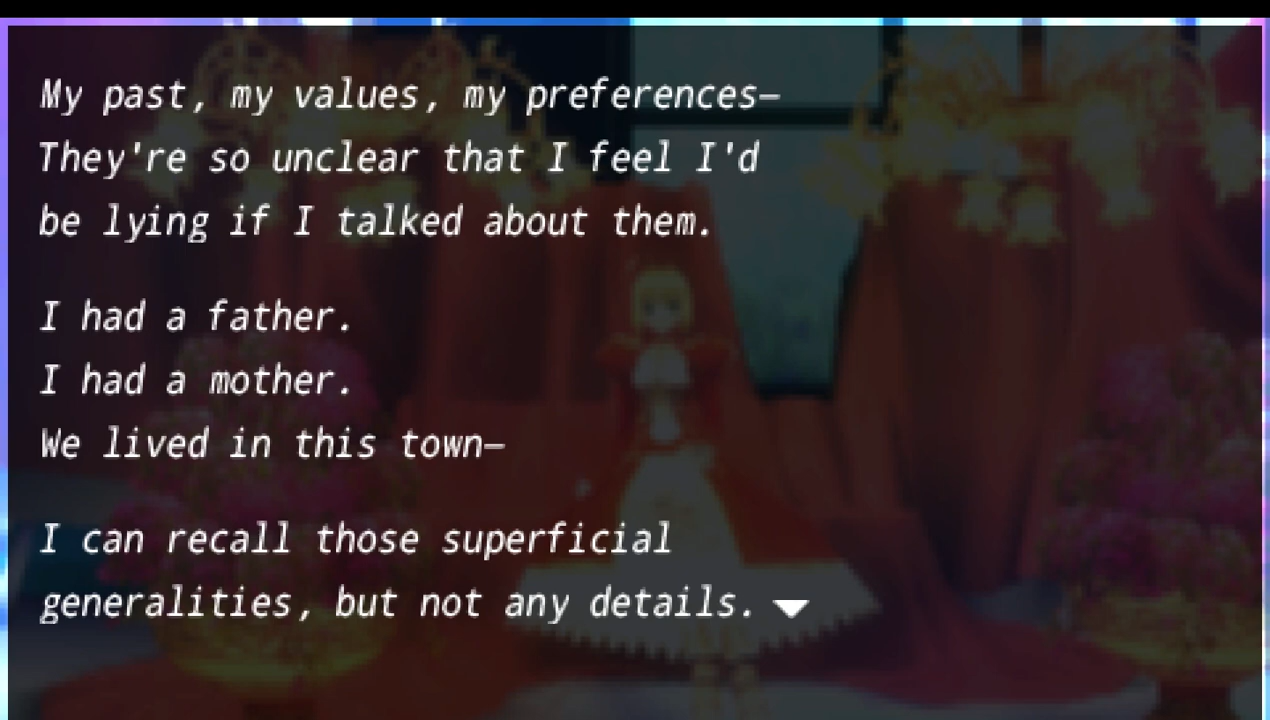 My past, my values, my preferences—
They're so unclear that I feel I'd
be lying if I talked about them.
I had a father.
I had a mother.
We lived in this town—
I can recall those superficial
generalities, but not any details.